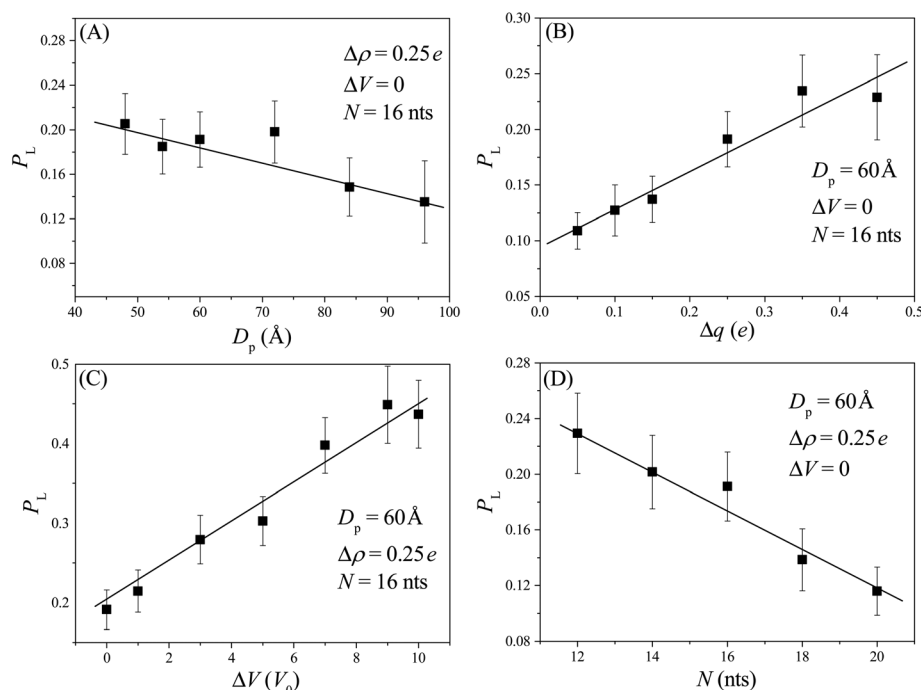 (A)
Δρ = 0.25 e
ΔV = 0
N = 16 nts
0.28
0.24
0.20
0.16
0.12
0.08
P_L
40 50 60 70 80 90 100
D_p (Å)
(B)
0.30
0.25
0.20
0.15
0.10
0.05
P_L
D_p = 60 Å
ΔV = 0
N = 16 nts
0.0 0.1 0.2 0.3 0.4 0.5
Δq (e)
(C)
0.5
0.4
0.3
0.2
P_L
D_p = 60 Å
Δρ = 0.25 e
N = 16 nts
0 2 4 6 8 10
ΔV (V_0)
(D)
0.28
0.24
0.20
0.16
0.12
0.08
P_L
D_p = 60 Å
Δρ = 0.25 e
ΔV = 0
12 14 16 18 20
N (nts)